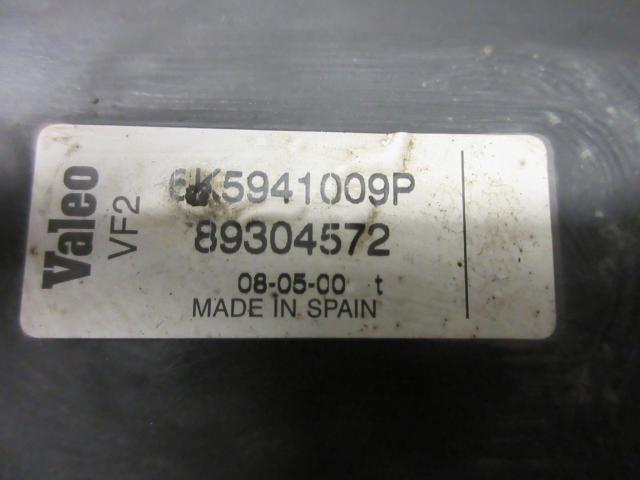 Valeo
VF2
6K5941009P
89304572
08-05-00 t
MADE IN SPAIN